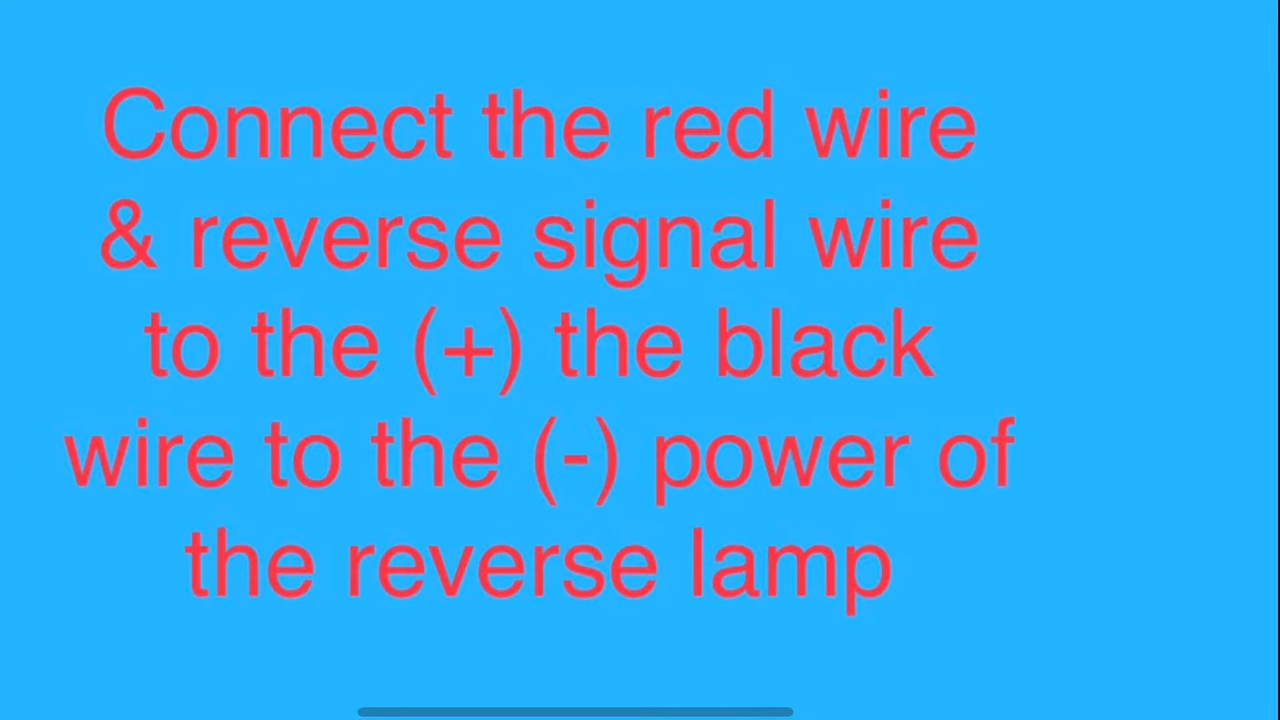 Connect the red wire
& reverse signal wire
to the (+) the black
wire to the (-) power of
the reverse lamp